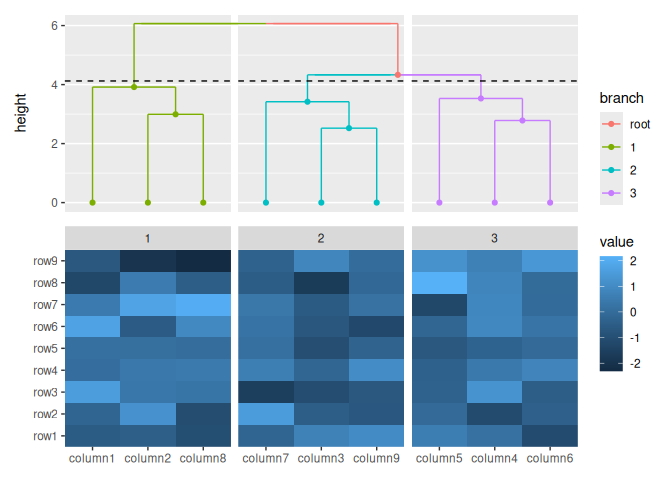 6
4
2
0
height
branch
root
1
2
3
1 2 3
value
2
1
0
-1
-2
row9
row8
row7
row6
row5
row4
row3
row2
row1
column1 column2 column8 column7 column3 column9 column5 column4 column6